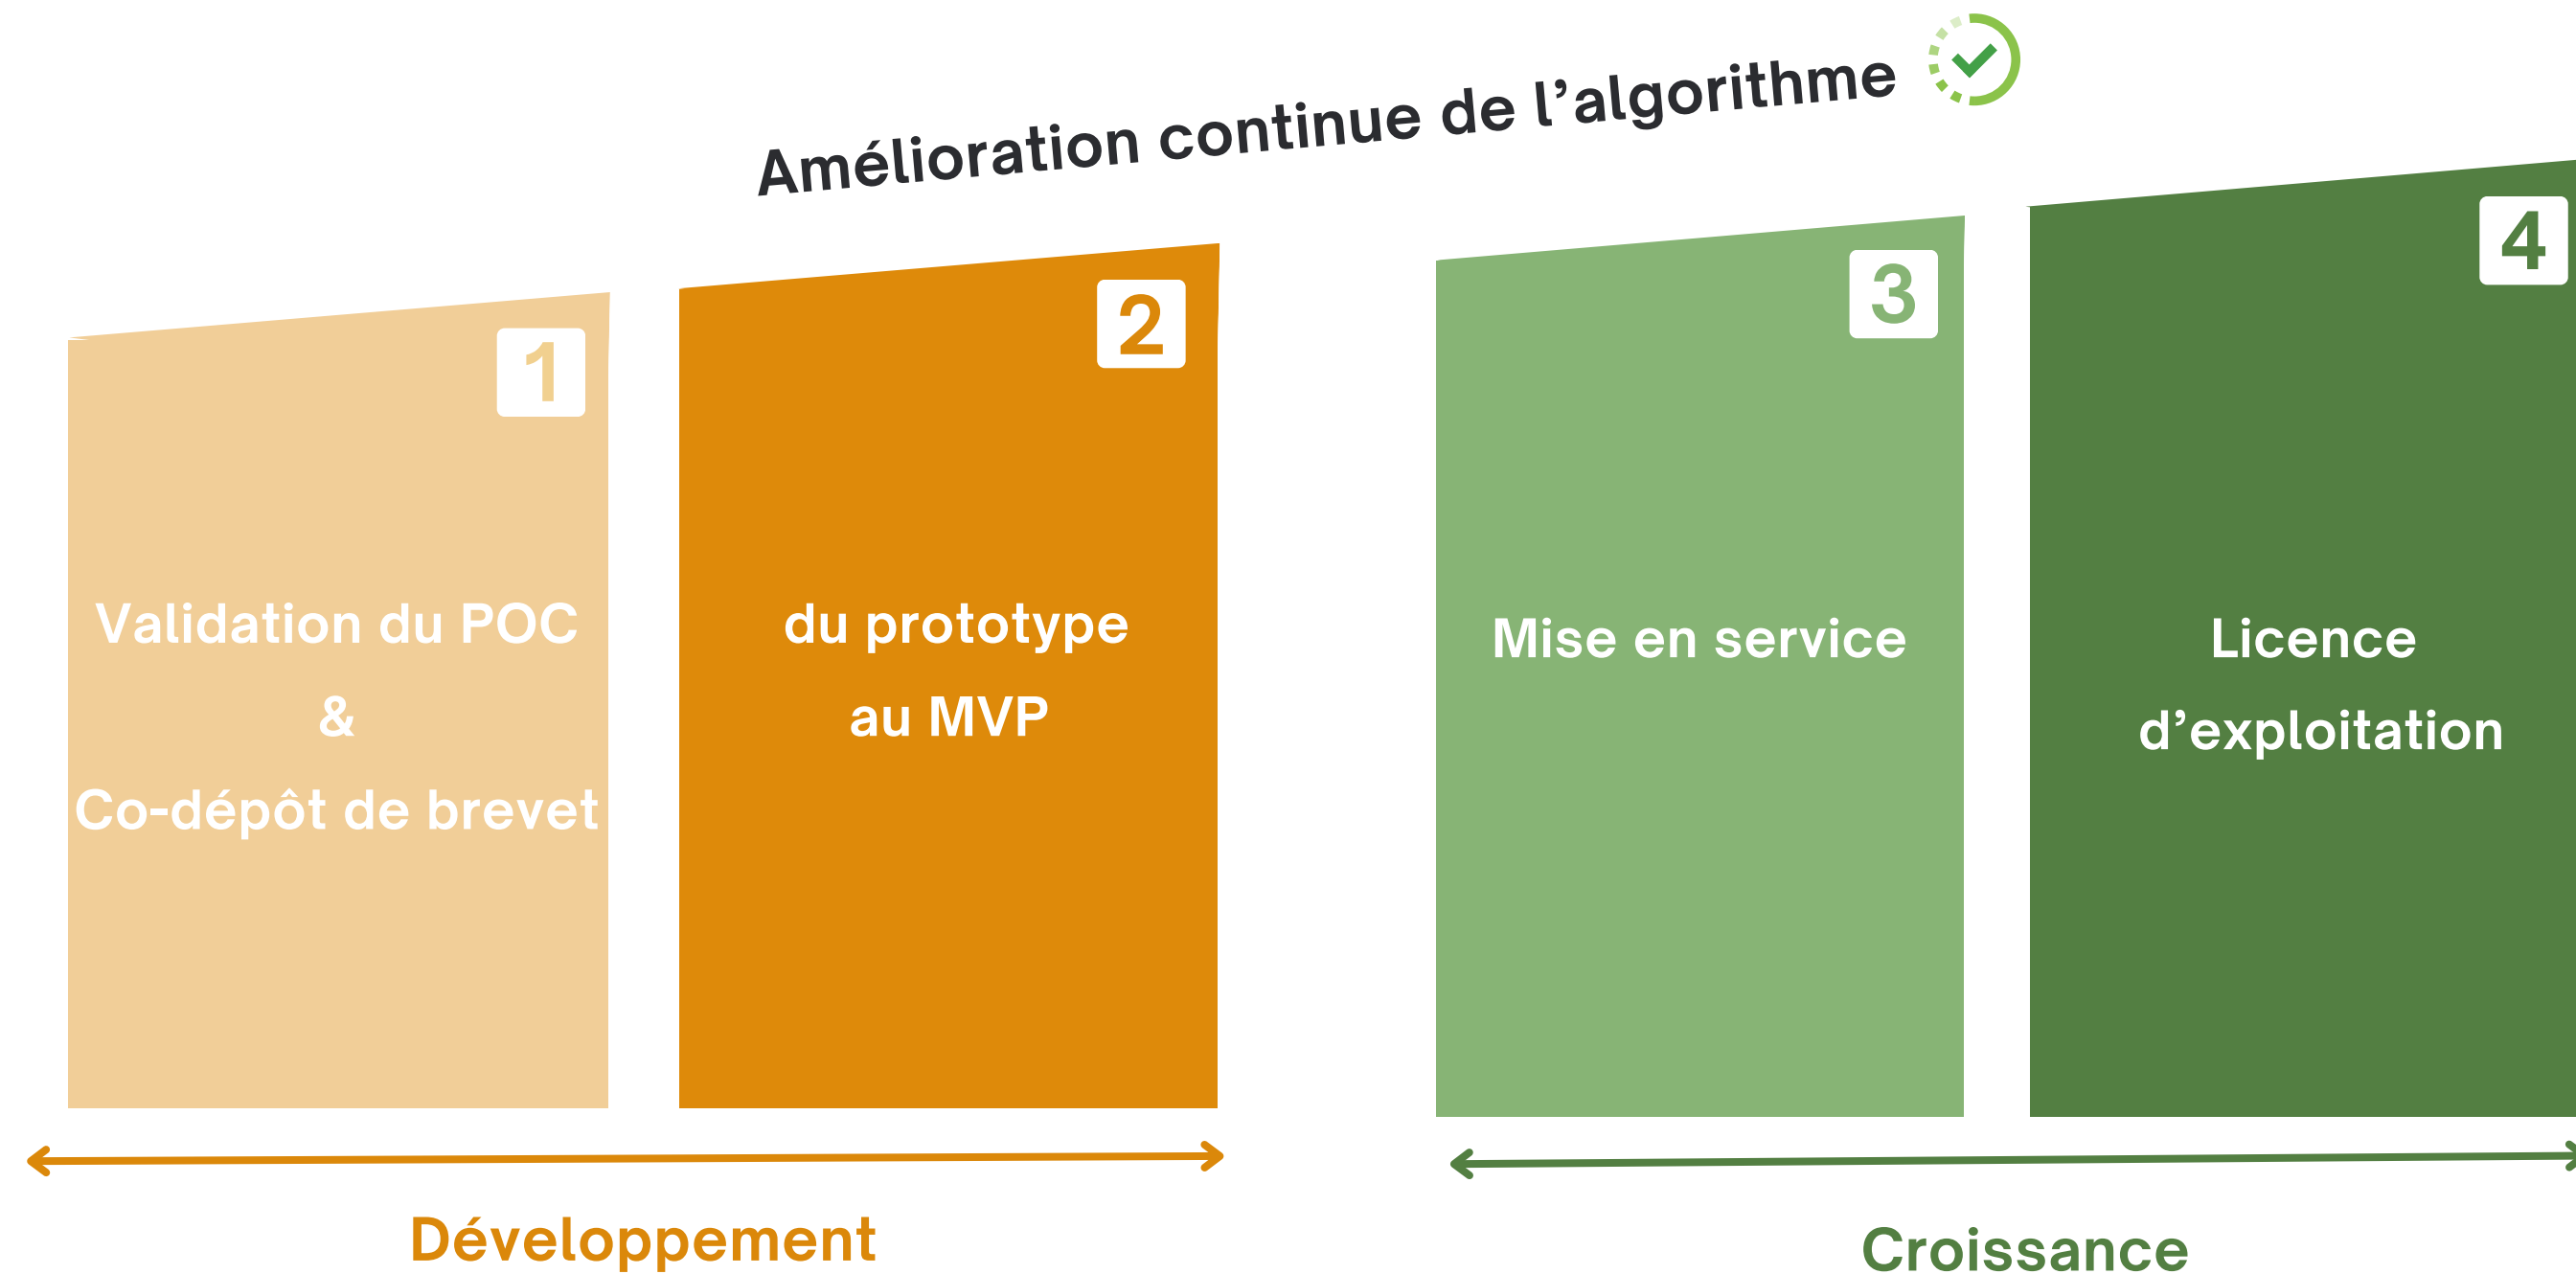 Amélioration continue de l’algorithme
1
Validation du POC
&
Co-dépôt de brevet
2
du prototype
au MVP
3
Mise en service
4
Licence
d’exploitation
Développement
Croissance